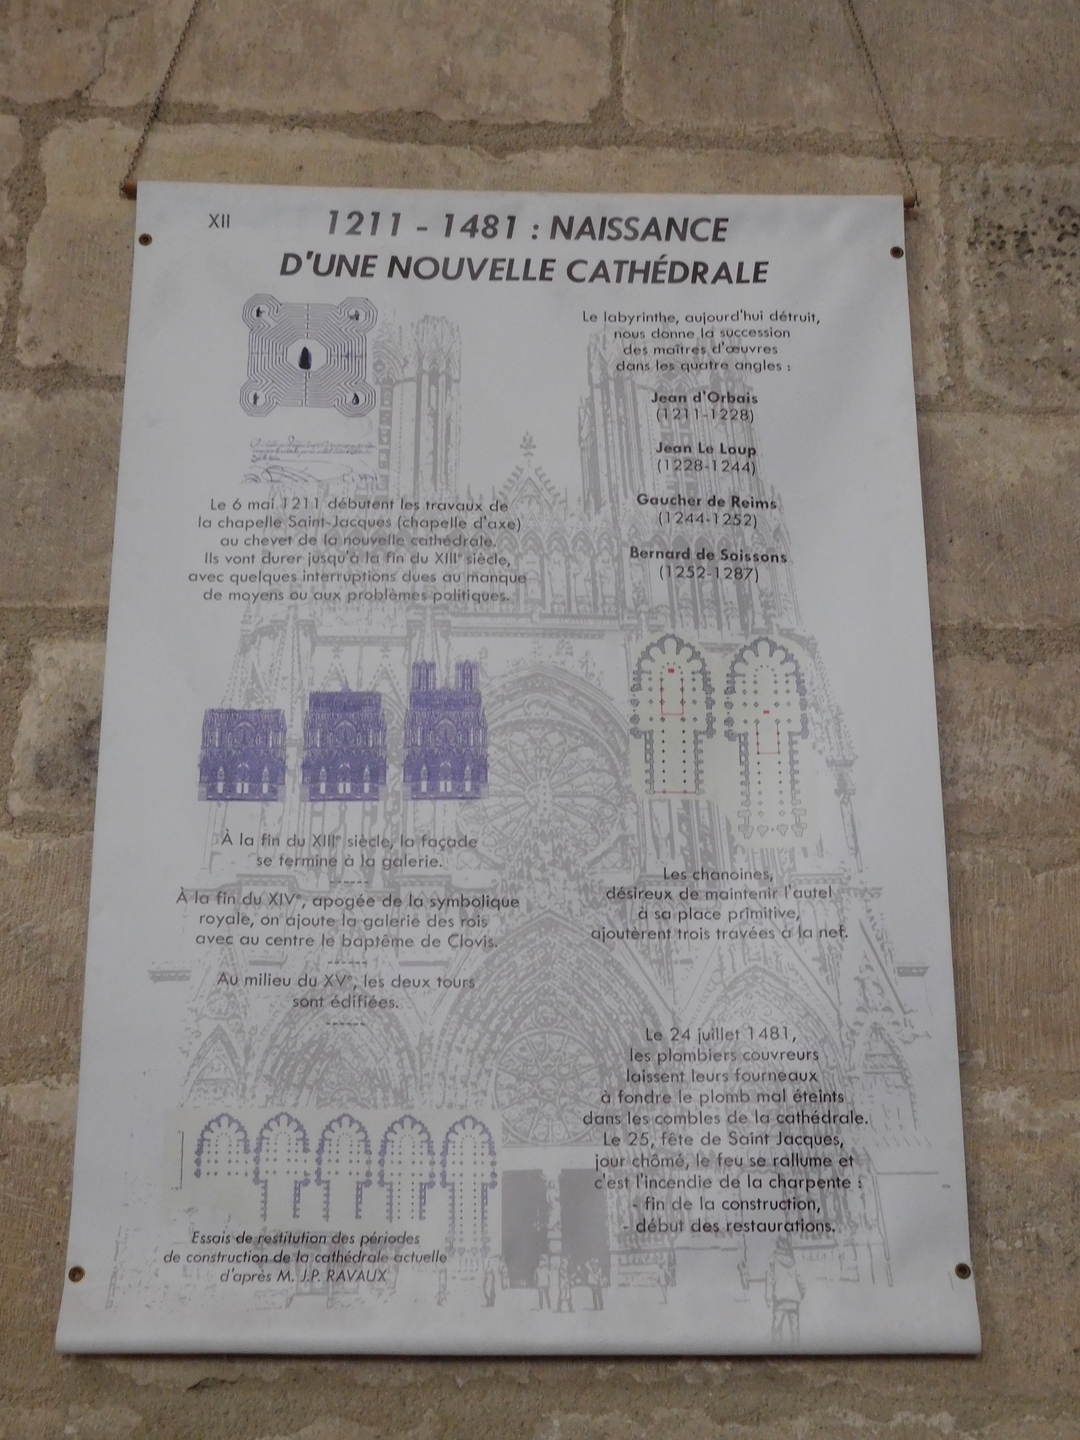 XII
1211 - 1481 : NAISSANCE
D'UNE NOUVELLE CATHÉDRALE
Le labyrinthe, aujourd'hui détruit,
nous donne la succession
des maîtres d'œuvres
dans les quatre angles :
Jean d'Orbais
(1211-1228)
Jean Le Loup
(1228-1244)
Gaucher de Reims
(1244-1252)
Bernard de Soissons
(1252-1287)
Le 6 mai 1211 débutent les travaux de
la chapelle Saint-Jacques (chapelle d'axe)
au chevet de la nouvelle cathédrale.
Ils vont durer jusqu'à la fin du XIIIe siècle,
avec quelques interruptions dues au manque
de moyens ou aux problèmes politiques.
À la fin du XIIIe siècle, la façade
se termine à la galerie.
-------
À la fin du XIVe, apogée de la symbolique
royale, on ajoute la galerie des rois
avec au centre le baptême de Clovis.
-------
Au milieu du XVe, les deux tours
sont édifiées.
-------
Les chanoines,
désireux de maintenir l'autel
à sa place primitive,
ajoutèrent trois travées à la nef.
Le 24 juillet 1481,
les plombiers couvreurs
laissent leurs fourneaux
à fondre le plomb mal éteints
dans les combles de la cathédrale.
Le 25, fête de Saint Jacques,
jour chômé, le feu se rallume et
c'est l'incendie de la charpente :
- fin de la construction,
- début des restaurations.
Essais de restitution des périodes
de construction de la cathédrale actuelle
d'après M. J.P. RAVAUX